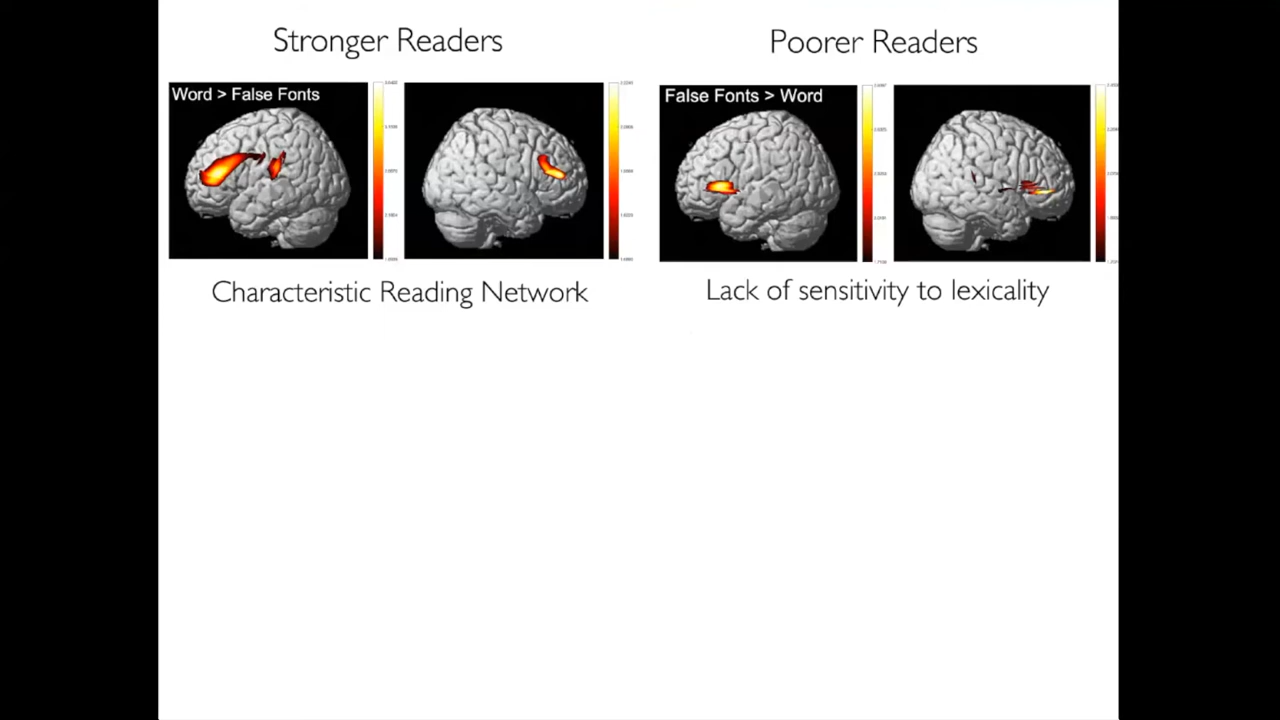 Stronger Readers
Poorer Readers
Word > False Fonts
False Fonts > Word
Characteristic Reading Network
Lack of sensitivity to lexicality